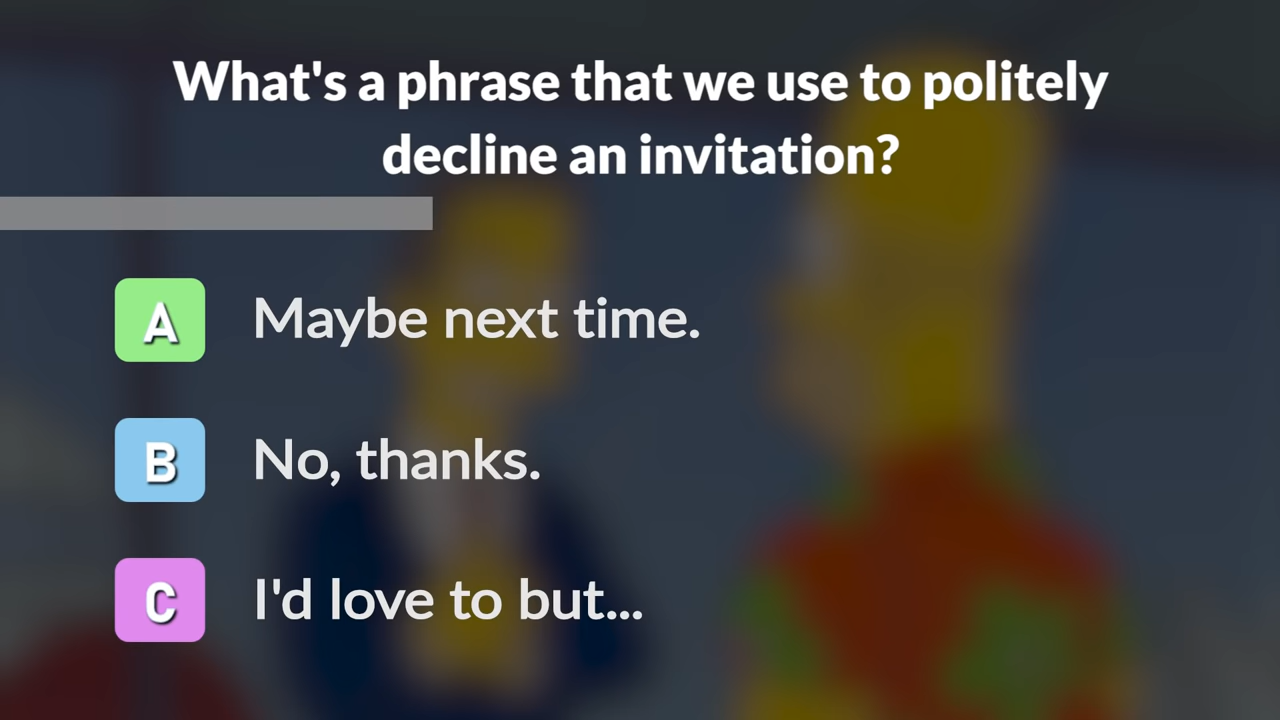 What's a phrase that we use to politely
decline an invitation?
A Maybe next time.
B No, thanks.
C I'd love to but...